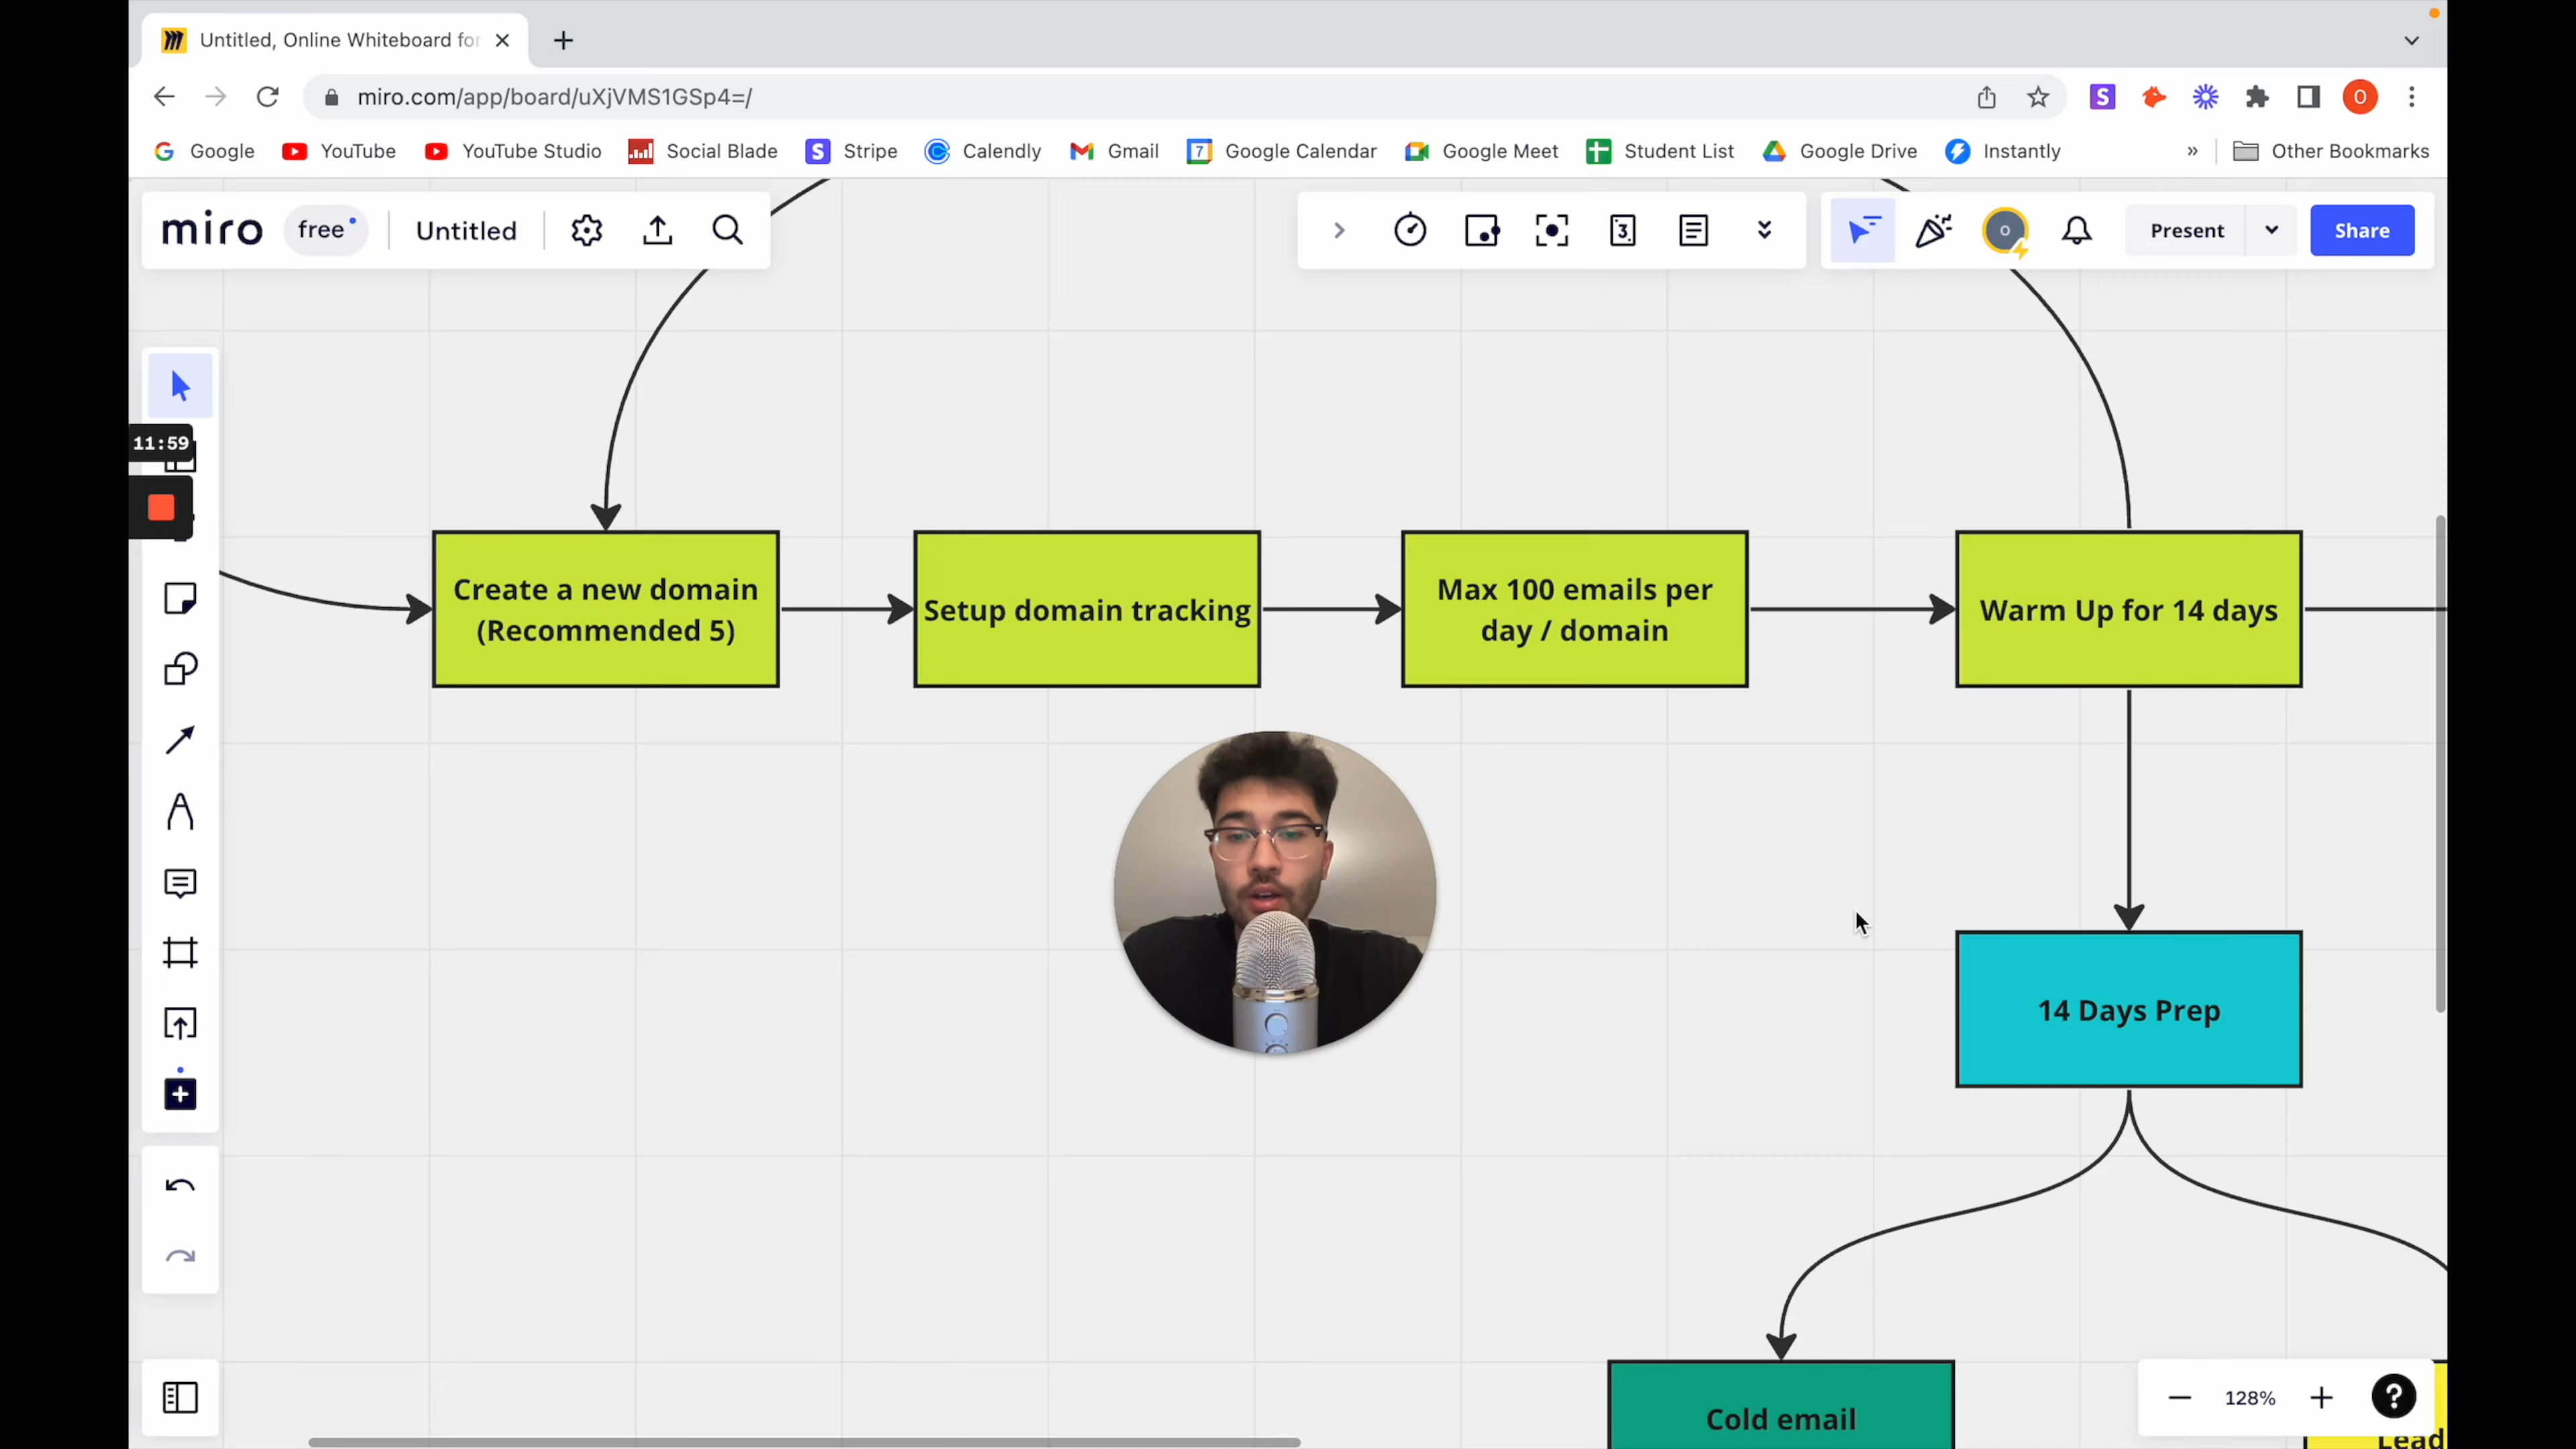 Untitled, Online Whiteboard for
miro.com/app/board/uXjVMS1GSp4=/
S
O
Google YouTube YouTube Studio Social Blade S Stripe Calendly Gmail 7 Google Calendar Google Meet Student List Google Drive Instantly » Other Bookmarks
miro free Untitled
3
O
Present Share
11:59
Create a new domain
(Recommended 5)
Setup domain tracking
Max 100 emails per
day / domain
Warm Up for 14 days
14 Days Prep
Cold email
Lead
128%
?